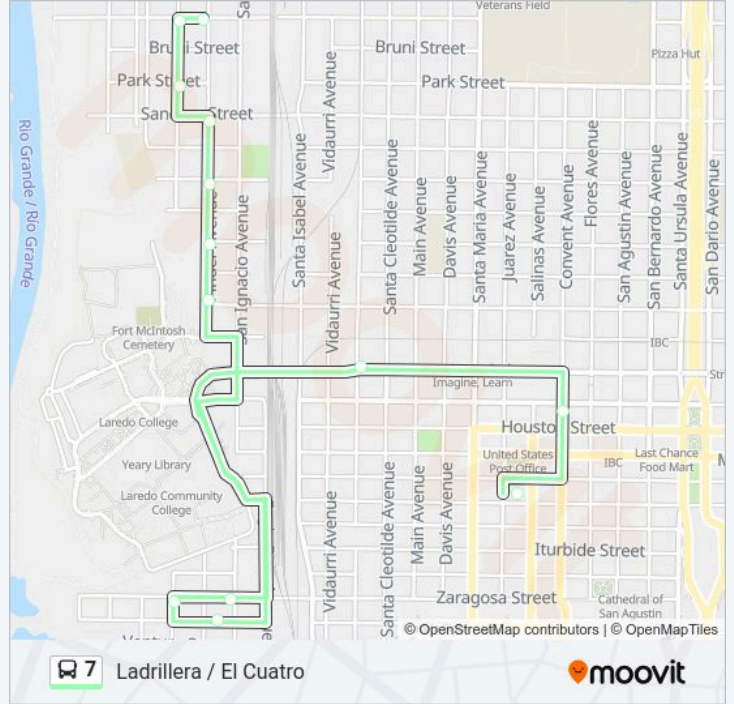 Veterans Field
Sa
Bruni Street
Bruni Street
Pizza Hut
Park Street
Park Street
Street
Rio Grande / Río Grande
Vidaurri Avenue
Santa Isabel Avenue
Santa Cleotilde Avenue
Main Avenue
Davis Avenue
Santa Maria Avenue
Juarez Avenue
Salinas Avenue
Convent Avenue
Flores Avenue
San Agustin Avenue
San Bernardo Avenue
Santa Ursula Avenue
San Dario Avenue
San Ignacio Avenue
Vidaurri Avenue
Fort McIntosh
Cemetery
IBC
Str
Imagine, Learn
Laredo College
Houston Street
United States
Post Office
IBC
Last Chance
Food Mart
Yeary Library
Laredo Community
College
Vidaurri Avenue
Santa Cleotilde Avenue
Main Avenue
Davis Avenue
Iturbide Street
Zaragosa Street
Cathedral of
San Agustin
© OpenStreetMap contributors | © OpenMapTiles
7 Ladrillera / El Cuatro
moovit